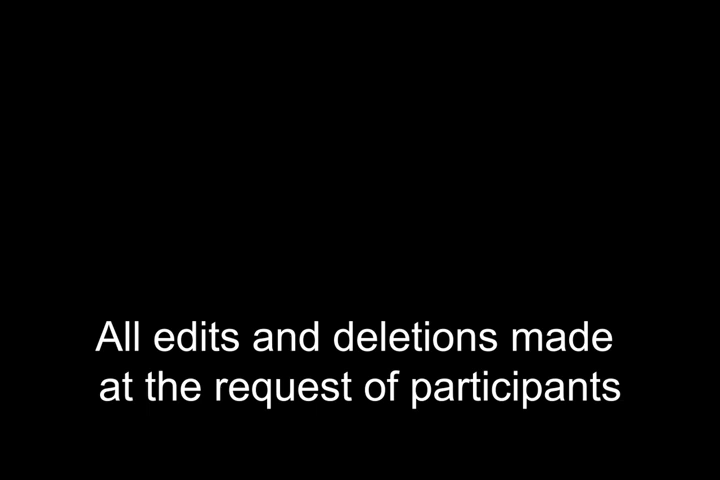 All edits and deletions made
at the request of participants